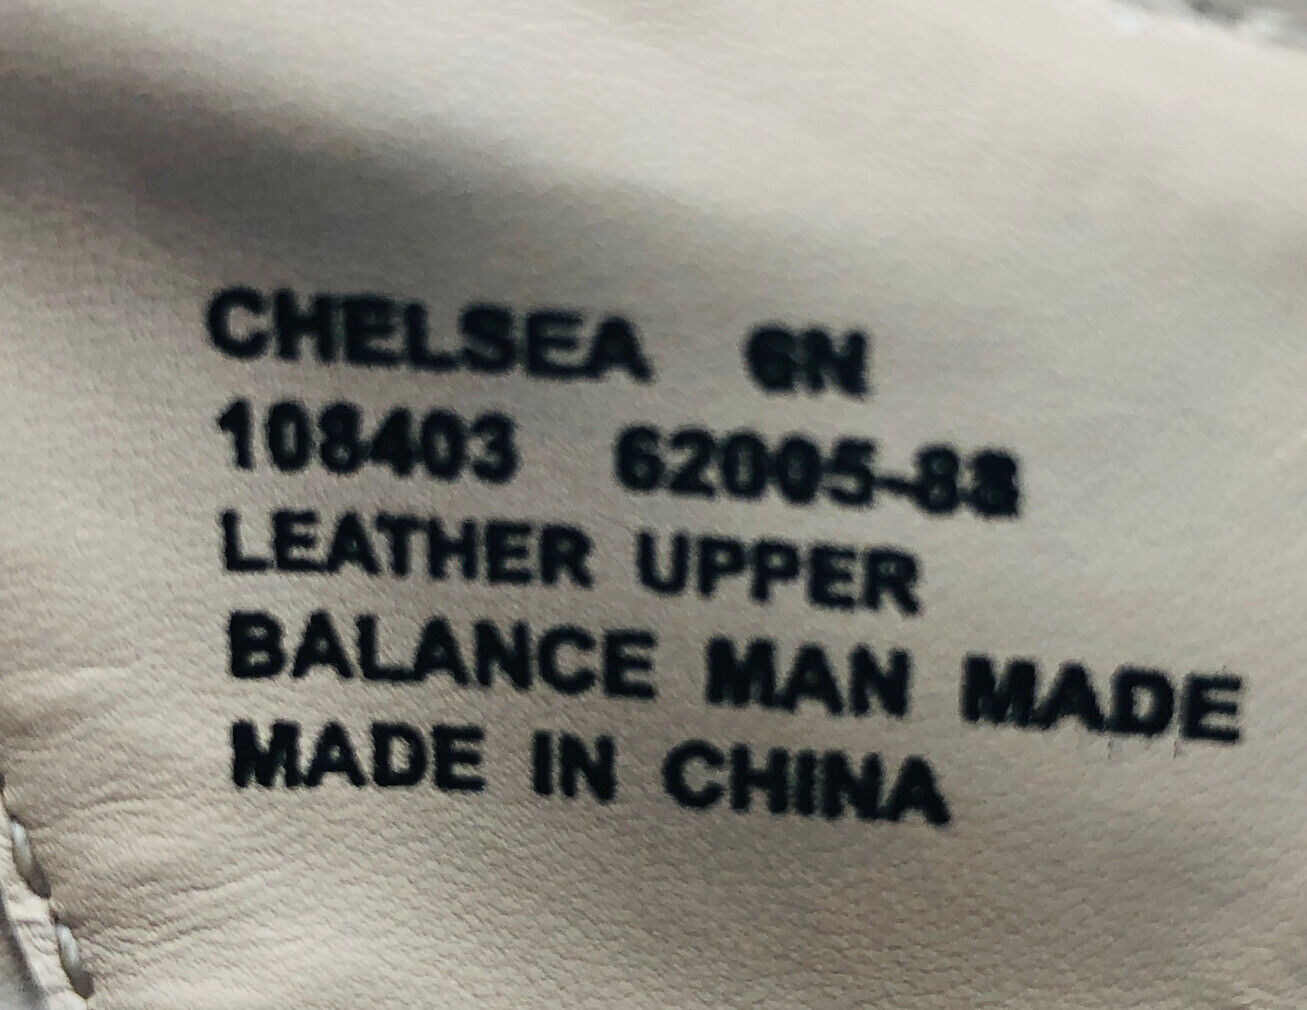 CHELSEA 6N
108403 62005-88
LEATHER UPPER
BALANCE MAN MADE
MADE IN CHINA